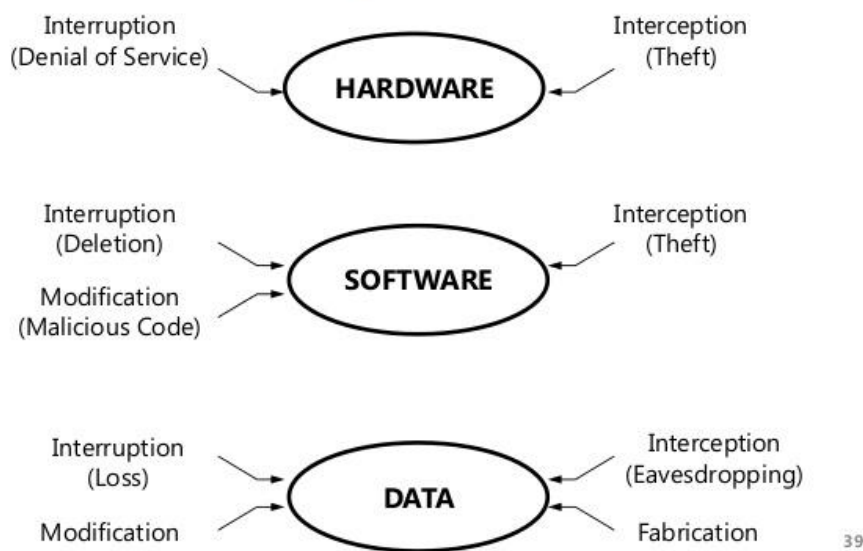 Interruption
(Denial of Service)
HARDWARE
Interception
(Theft)
Interruption
(Deletion)
Modification
(Malicious Code)
SOFTWARE
Interception
(Theft)
Interruption
(Loss)
Modification
DATA
Interception
(Eavesdropping)
Fabrication
39